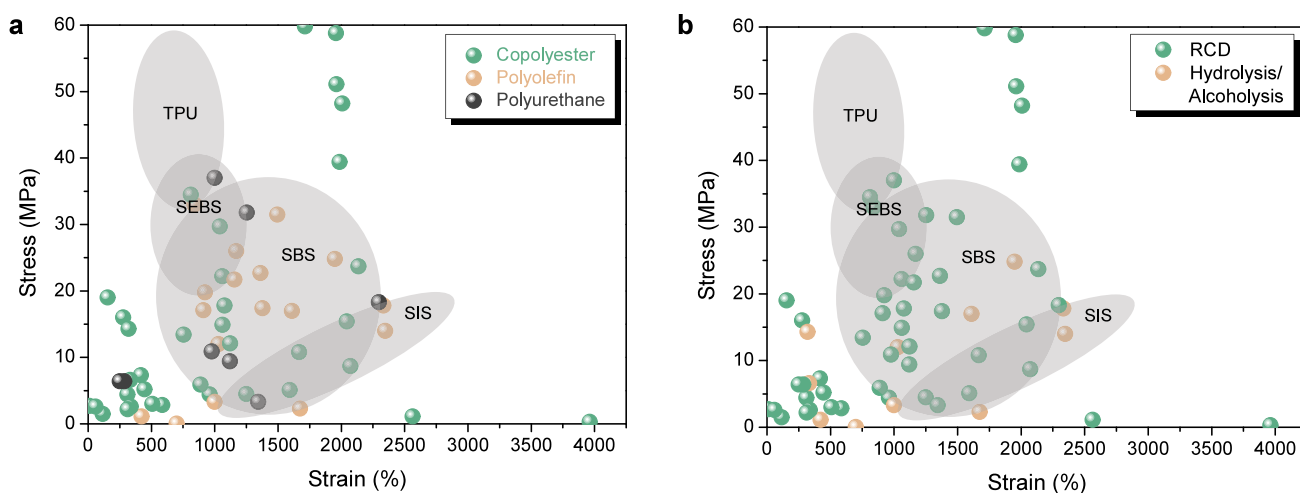 a
Stress (MPa)
60
50
40
30
20
10
0
TPU
SEBS
SBS
SIS
Copolyester
Polyolefin
Polyurethane
0 500 1000 1500 2000 2500 3000 3500 4000
Strain (%)
b
Stress (MPa)
60
50
40
30
20
10
0
TPU
SEBS
SBS
SIS
RCD
Hydrolysis/
Alcoholysis
0 500 1000 1500 2000 2500 3000 3500 4000
Strain (%)